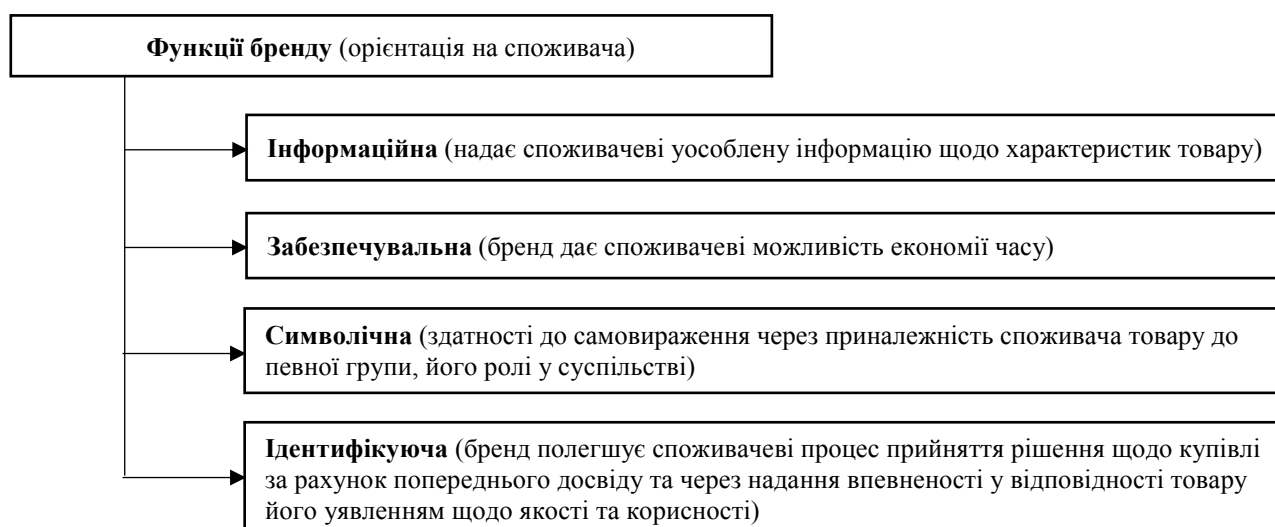 Функції бренду (орієнтація на споживача)
Інформаційна (надає споживачеві уособлену інформацію щодо характеристик товару)
Забезпечувальна (бренд дає споживачеві можливість економії часу)
Символічна (здатності до самовираження через приналежність споживача товару до
певної групи, його ролі у суспільстві)
Ідентифікуюча (бренд полегшує споживачеві процес прийняття рішення щодо купівлі
за рахунок попереднього досвіду та через надання впевненості у відповідності товару
його уявленням щодо якості та корисності)